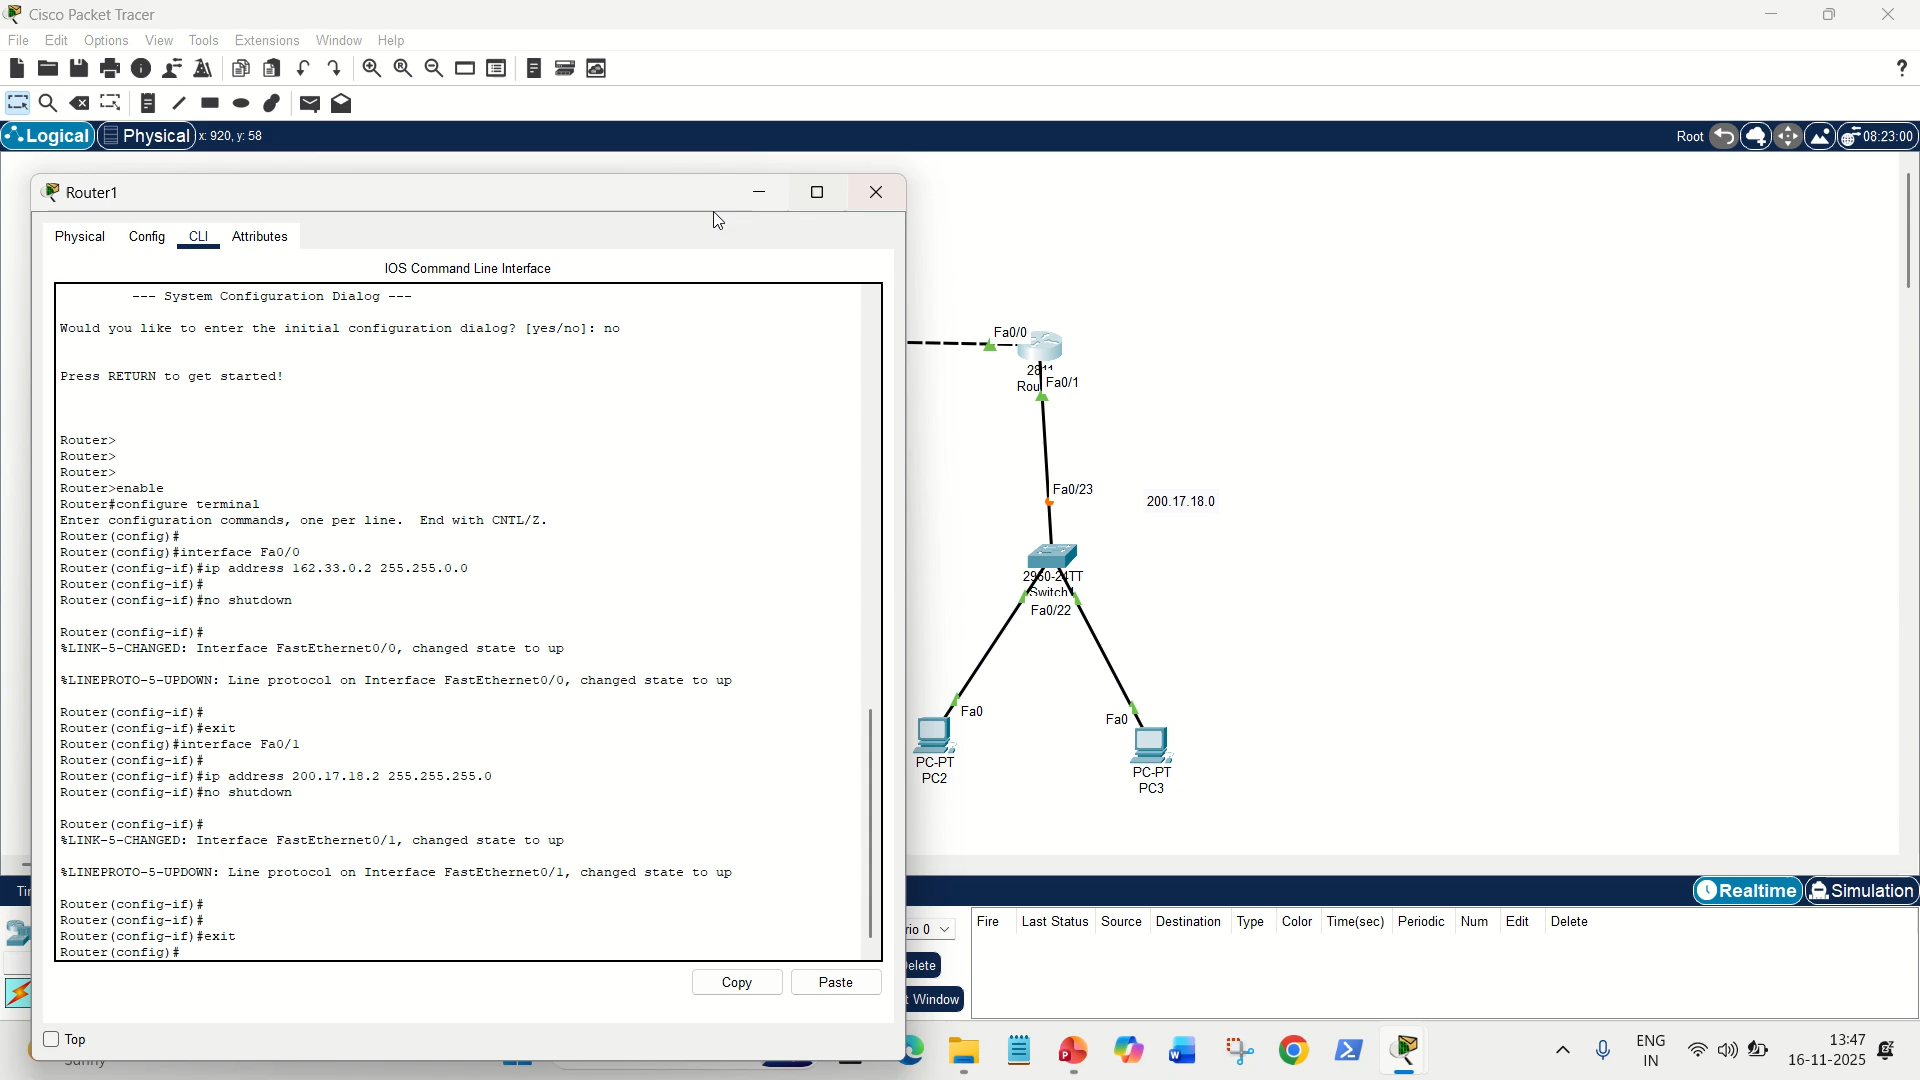 Cisco Packet Tracer
File Edit Options View Tools Extensions Window Help
Logical Physical x: 920, y: 58 Root 08:23:00
Router1
Physical Config CLI Attributes
IOS Command Line Interface
--- System Configuration Dialog ---
Would you like to enter the initial configuration dialog? [yes/no]: no
Press RETURN to get started!
Router>
Router>
Router>
Router>enable
Router#configure terminal
Enter configuration commands, one per line.  End with CNTL/Z.
Router(config)#
Router(config)#interface Fa0/0
Router(config-if)#ip address 162.33.0.2 255.255.0.0
Router(config-if)#
Router(config-if)#no shutdown
Router(config-if)#
%LINK-5-CHANGED: Interface FastEthernet0/0, changed state to up
%LINEPROTO-5-UPDOWN: Line protocol on Interface FastEthernet0/0, changed state to up
Router(config-if)#
Router(config-if)#exit
Router(config)#interface Fa0/1
Router(config-if)#
Router(config-if)#ip address 200.17.18.2 255.255.255.0
Router(config-if)#no shutdown
Router(config-if)#
%LINK-5-CHANGED: Interface FastEthernet0/1, changed state to up
%LINEPROTO-5-UPDOWN: Line protocol on Interface FastEthernet0/1, changed state to up
Router(config-if)#
Router(config-if)#
Router(config-if)#exit
Router(config)#
Copy Paste
Top
Fa0/0
Fa0/1
Fa0/23
200.17.18.0
2950-24TT
Switch1
Fa0/22
Fa0
Fa0
PC-PT
PC2
PC-PT
PC3
Realtime Simulation
Fire Last Status Source Destination Type Color Time(sec) Periodic Num Edit Delete
rio 0
elete
t Window
ENG
IN
13:47
16-11-2025